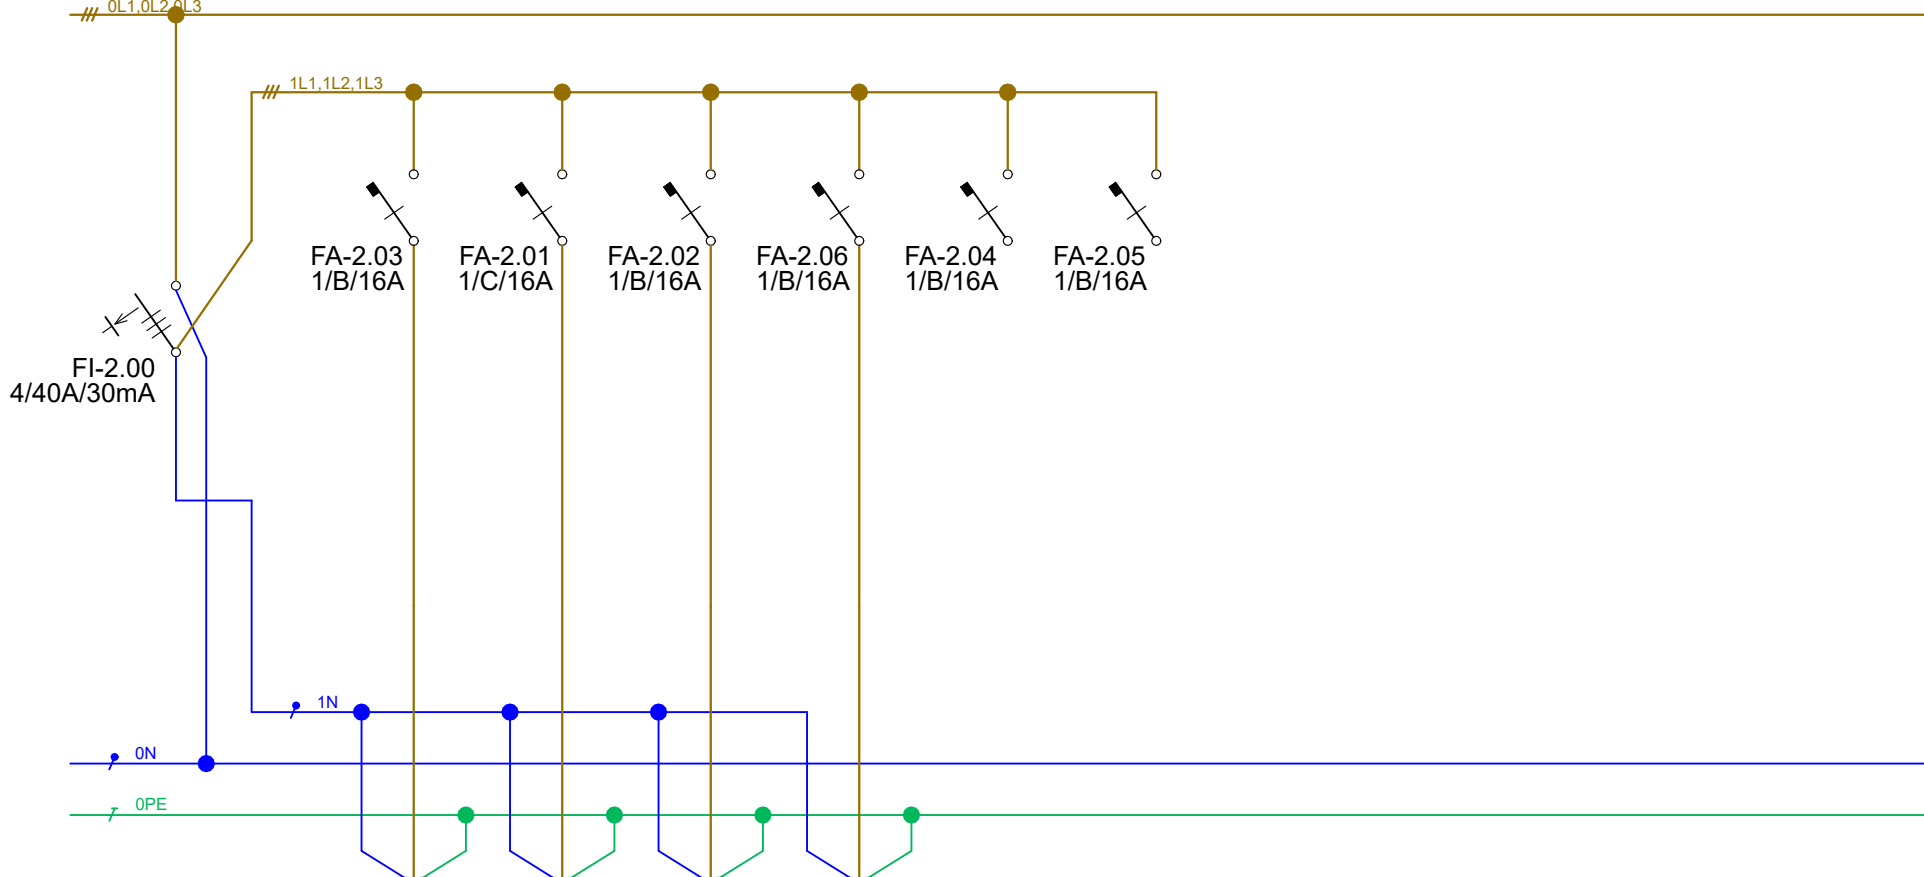 0L1,0L2,0L3
1L1,1L2,1L3
FA-2.03
1/B/16A
FA-2.01
1/C/16A
FA-2.02
1/B/16A
FA-2.06
1/B/16A
FA-2.04
1/B/16A
FA-2.05
1/B/16A
FI-2.00
4/40A/30mA
1N
0N
0PE